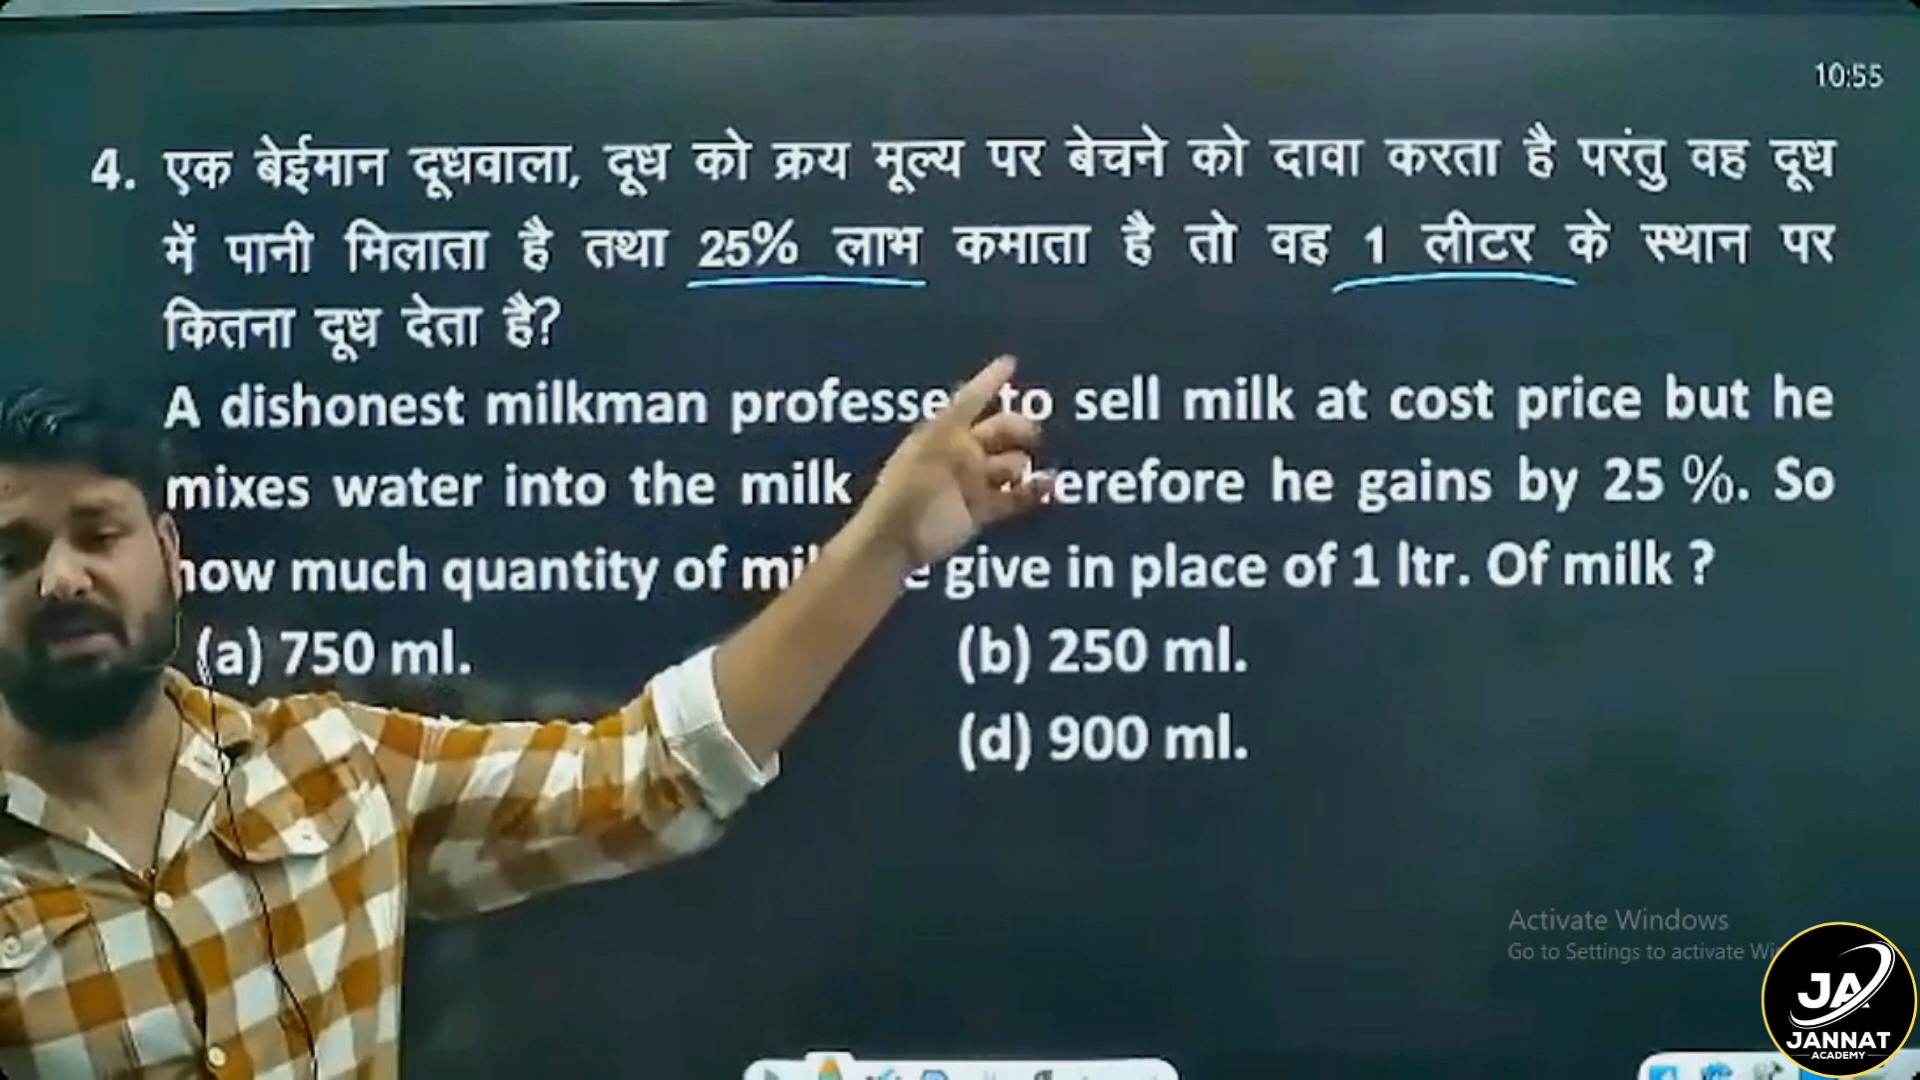 10:55
4. एक बेईमान दूधवाला, दूध को क्रय मूल्य पर बेचने को दावा करता है परंतु वह दूध
में पानी मिलाता है तथा 25% लाभ कमाता है तो वह 1 लीटर के स्थान पर
कितना दूध देता है?
A dishonest milkman to sell milk at cost price but he
mixes water into the milk he gains by 25 %. So
how much quantity of give in place of 1 ltr. Of milk ?
(a) 750 ml. (b) 250 ml.
(d) 900 ml.
Activate Windows
Go to Settings to activate
JA
JANNAT
ACADEMY